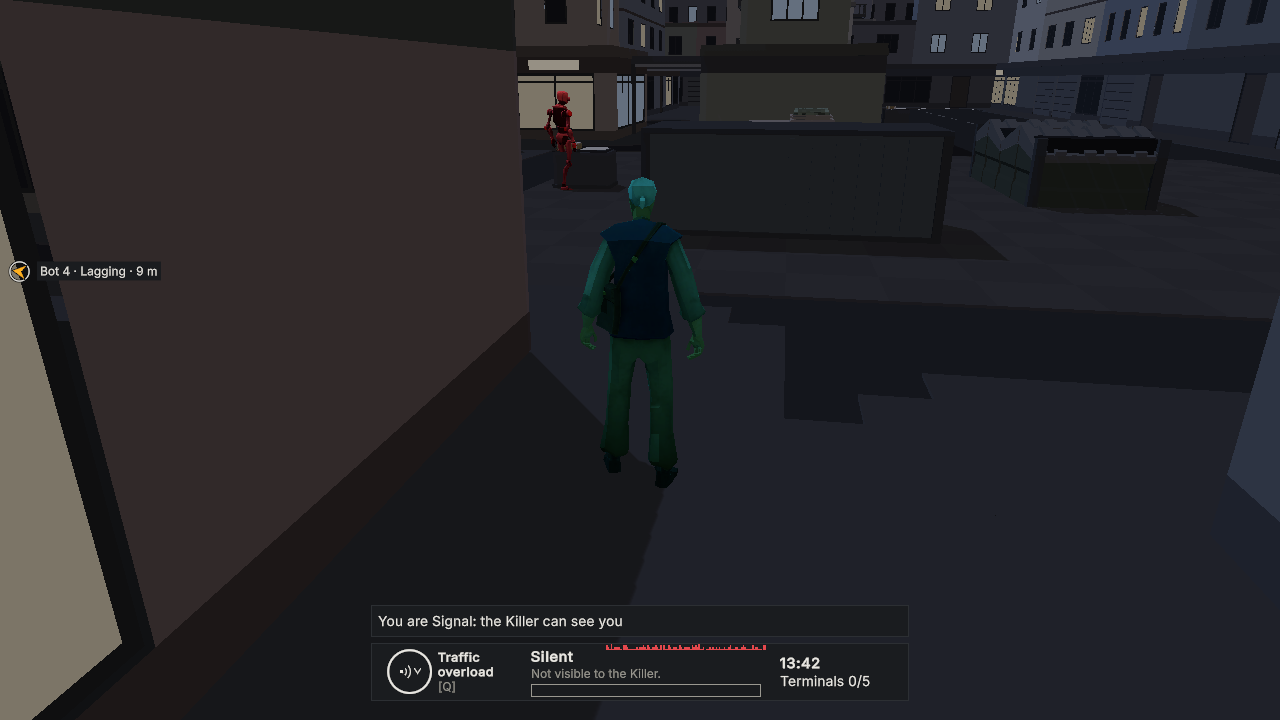 Bot 4 · Lagging · 9 m
You are Signal: the Killer can see you
Traffic
overload
[Q]
Silent
Not visible to the Killer.
13:42
Terminals 0/5